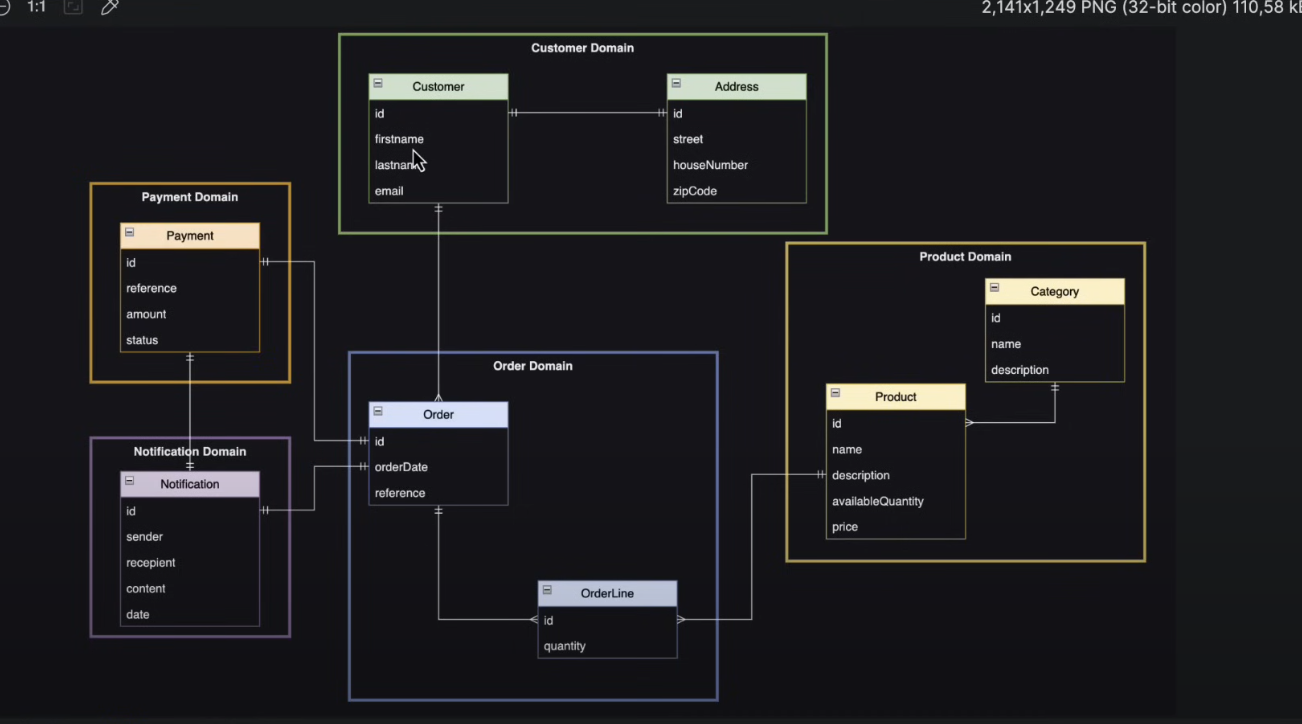 1:1
2,141x1,249 PNG (32-bit color) 110,58 k
Customer Domain
Customer
id
firstname
lastname
email
Address
id
street
houseNumber
zipCode
Payment Domain
Payment
id
reference
amount
status
Product Domain
Category
id
name
description
Product
id
name
description
availableQuantity
price
Order Domain
Order
id
orderDate
reference
OrderLine
id
quantity
Notification Domain
Notification
id
sender
recepient
content
date